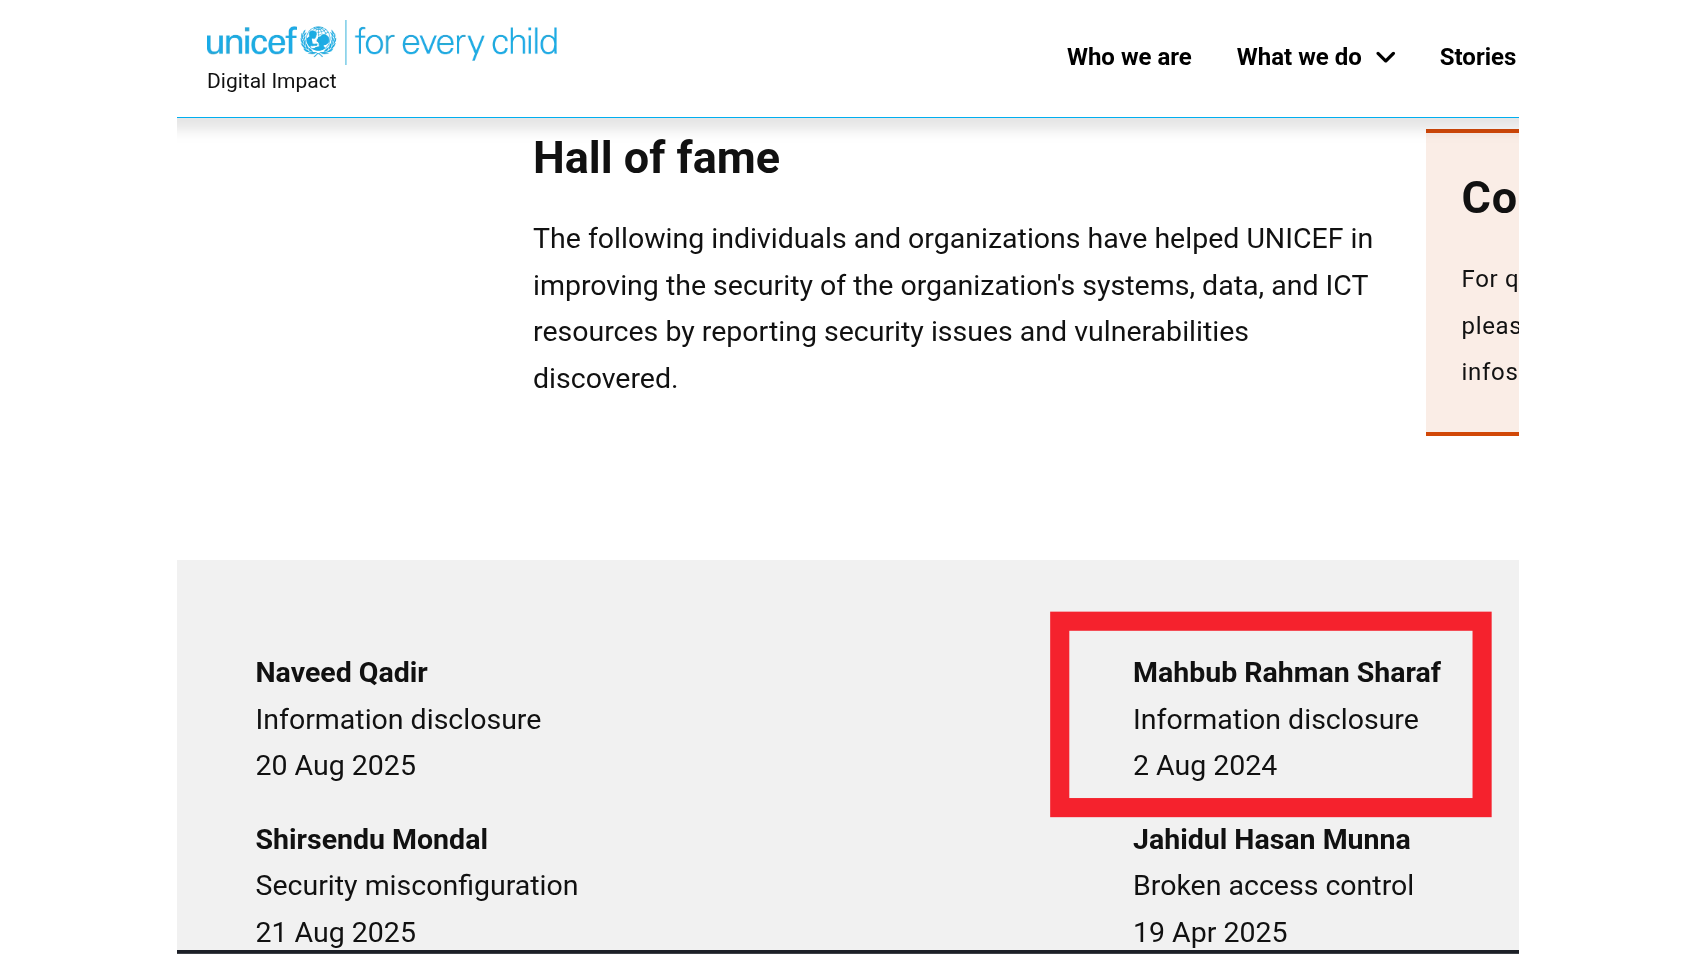 unicef for every child
Digital Impact
Who we are
What we do
Stories
Hall of fame
The following individuals and organizations have helped UNICEF in
improving the security of the organization's systems, data, and ICT
resources by reporting security issues and vulnerabilities
discovered.
Co
For q
pleas
infos
Naveed Qadir
Information disclosure
20 Aug 2025
Shirsendu Mondal
Security misconfiguration
21 Aug 2025
Mahbub Rahman Sharaf
Information disclosure
2 Aug 2024
Jahidul Hasan Munna
Broken access control
19 Apr 2025